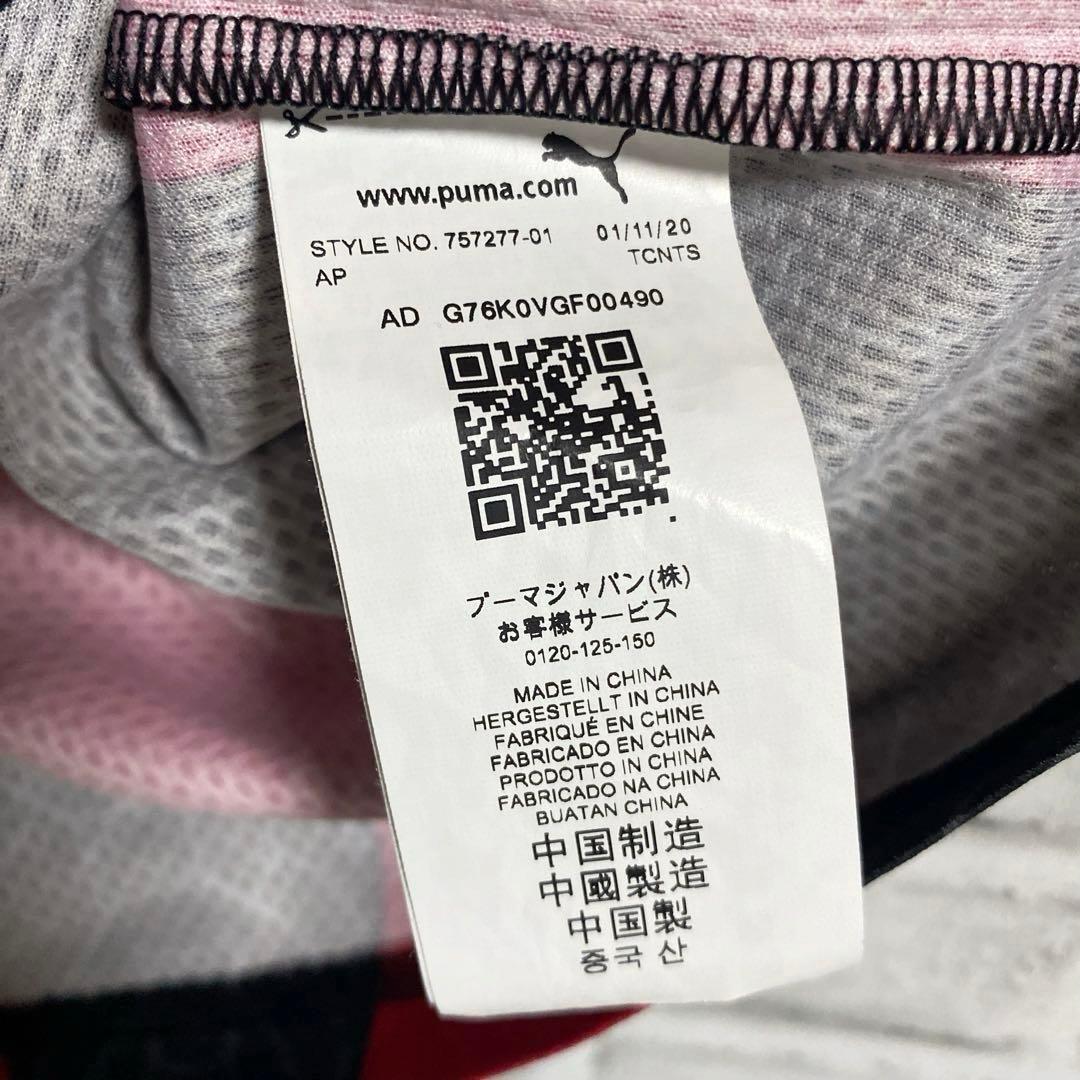 www.puma.com
STYLE NO. 757277-01 01/11/20
AP TCNTS
AD G76K0VGF00490
プーマジャパン(株)
お客様サービス
0120-125-150
MADE IN CHINA
HERGESTELLT IN CHINA
FABRIQUÉ EN CHINE
FABRICADO EN CHINA
PRODOTTO IN CHINA
FABRICADO NA CHINA
BUATAN CHINA
中国制造
中國製造
中国製
중국 산